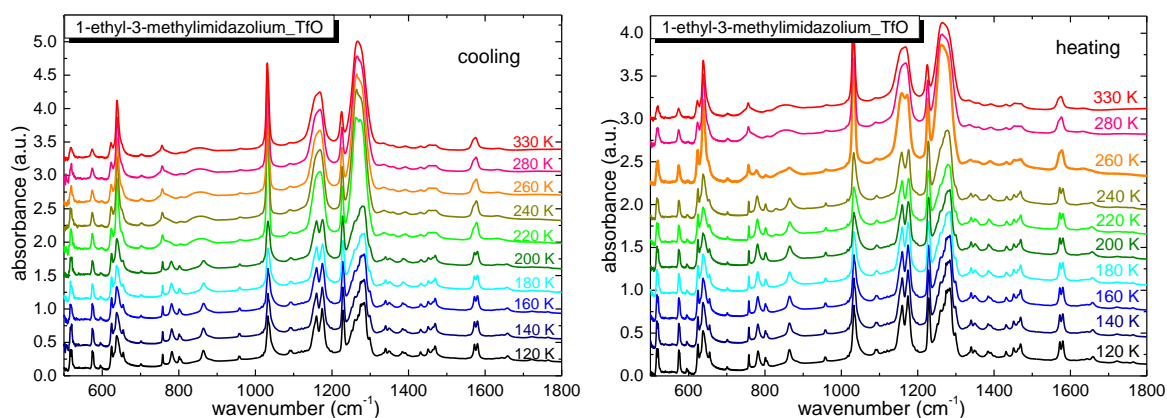 1-ethyl-3-methylimidazolium_TfO
cooling
5.0
4.5
4.0
3.5
3.0
2.5
2.0
1.5
1.0
0.5
0.0
absorbance (a.u.)
330 K
280 K
260 K
240 K
220 K
200 K
180 K
160 K
140 K
120 K
600 800 1000 1200 1400 1600 1800
wavenumber (cm⁻¹)
1-ethyl-3-methylimidazolium_TfO
heating
4.0
3.5
3.0
2.5
2.0
1.5
1.0
0.5
0.0
absorbance (a.u.)
330 K
280 K
260 K
240 K
220 K
200 K
180 K
160 K
140 K
120 K
600 800 1000 1200 1400 1600 1800
wavenumber (cm⁻¹)